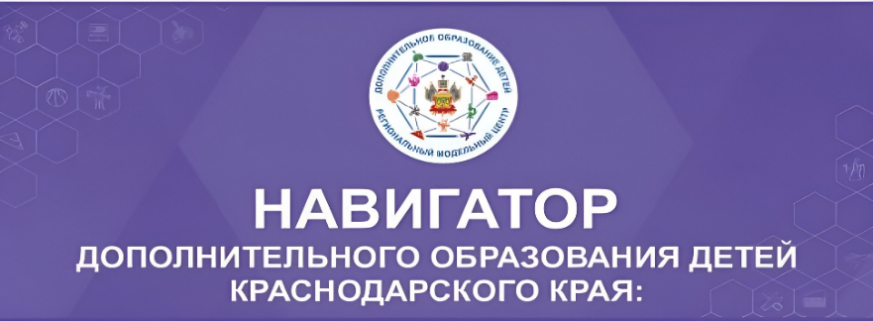 ДОПОЛНИТЕЛЬНОЕ ОБРАЗОВАНИЕ ДЕТЕЙ
РЕГИОНАЛЬНЫЙ МОДЕЛЬНЫЙ ЦЕНТР
НАВИГАТОР
ДОПОЛНИТЕЛЬНОГО ОБРАЗОВАНИЯ ДЕТЕЙ
КРАСНОДАРСКОГО КРАЯ: